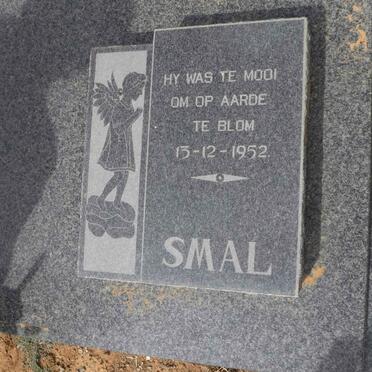 HY WAS TE MOOI
OM OP AARDE
TE BLOM
13-12-1952
SMAL